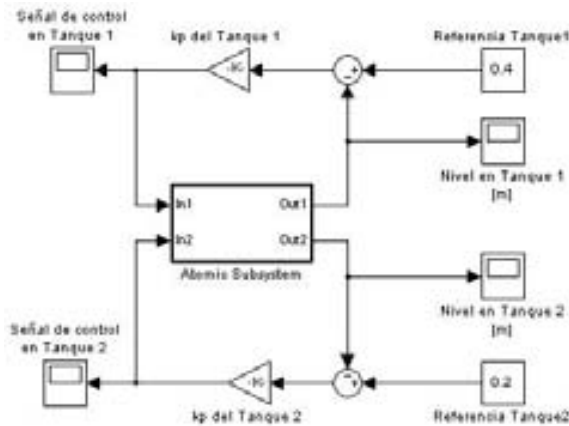 Señal de control
en Tanque 1
kp del Tanque 1
Referencia Tanque1
-K-
0.4
Nivel en Tanque 1
[m]
In1
Out1
In2
Out2
Atomic Subsystem
Nivel en Tanque 2
[m]
Señal de control
en Tanque 2
-K-
0.2
kp del Tanque 2
Referencia Tanque2